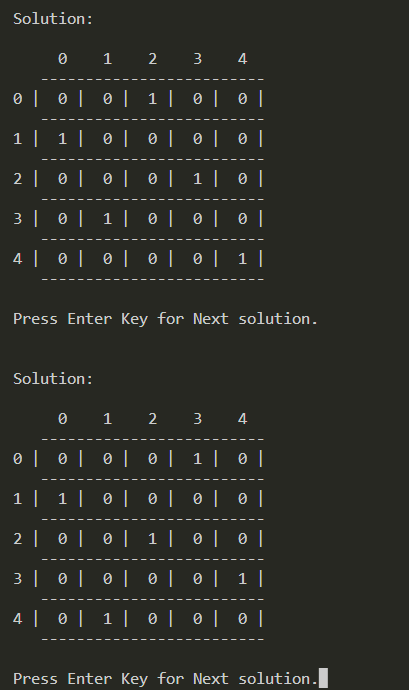 Solution:
     0   1   2   3   4
   -------------------------
0 |  0 |  0 |  1 |  0 |  0 |
   -------------------------
1 |  1 |  0 |  0 |  0 |  0 |
   -------------------------
2 |  0 |  0 |  0 |  1 |  0 |
   -------------------------
3 |  0 |  1 |  0 |  0 |  0 |
   -------------------------
4 |  0 |  0 |  0 |  0 |  1 |
   -------------------------
Press Enter Key for Next solution.
Solution:
     0   1   2   3   4
   -------------------------
0 |  0 |  0 |  0 |  1 |  0 |
   -------------------------
1 |  1 |  0 |  0 |  0 |  0 |
   -------------------------
2 |  0 |  0 |  1 |  0 |  0 |
   -------------------------
3 |  0 |  0 |  0 |  0 |  1 |
   -------------------------
4 |  0 |  1 |  0 |  0 |  0 |
   -------------------------
Press Enter Key for Next solution.